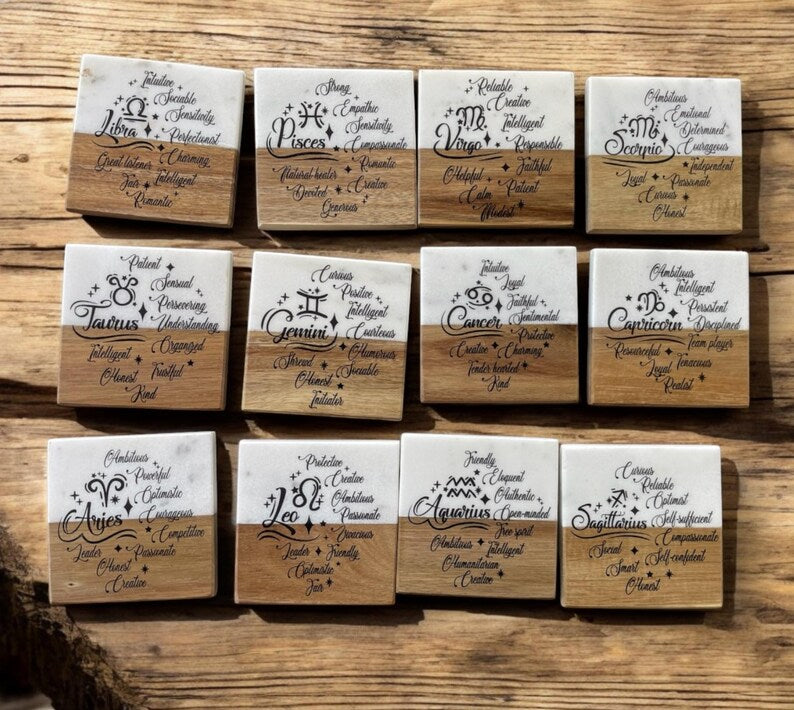 Intuitive
Sociable
Sensitivity
Libra
Perfectionist
Charming
Great listener
Intelligent
Fair
Romantic
Strong
Empathic
Sensitivity
Pisces
Compassionate
Romantic
Natural healer
Creative
Devoted
Generous
Reliable
Creative
Intelligent
Virgo
Responsible
Faithful
Helpful
Patient
Calm
Modest
Ambitious
Emotional
Determined
Scorpio
Courageous
Independent
Loyal
Passionate
Curious
Honest
Patient
Sensual
Persevering
Taurus
Understanding
Organized
Intelligent
Trustful
Honest
Kind
Curious
Positive
Intelligent
Gemini
Courteous
Humorous
Shrewd
Sociable
Honest
Initiator
Intuitive
Loyal
Faithful
Cancer
Sentimental
Protective
Creative
Charming
Tender hearted
Kind
Ambitious
Intelligent
Persistent
Capricorn
Disciplined
Team player
Resourceful
Tenacious
Loyal
Realist
Ambitious
Powerful
Optimistic
Aries
Courageous
Competitive
Leader
Passionate
Honest
Creative
Protective
Creative
Ambitious
Leo
Passionate
Leader
Friendly
Optimistic
Fair
Friendly
Eloquent
Authentic
Aquarius
Open-minded
Free spirit
Ambitious
Intelligent
Humanitarian
Creative
Curious
Reliable
Optimist
Sagittarius
Self-sufficient
Compassionate
Social
Self-confident
Smart
Honest